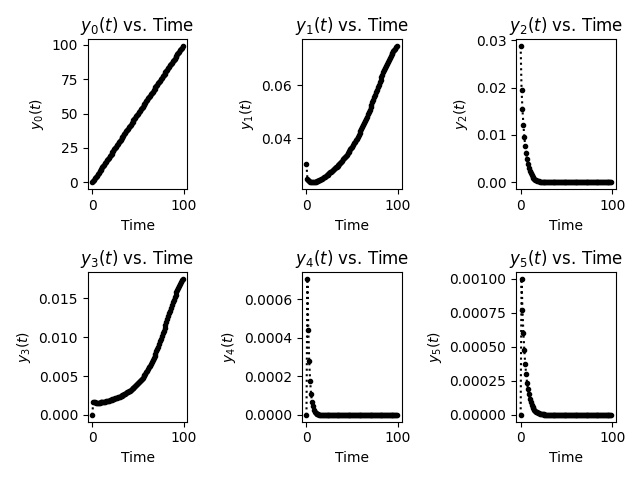 y₀(t) vs. Time
100
75
50
25
0
y₀(t)
0
100
Time
y₁(t) vs. Time
0.06
0.04
y₁(t)
0
100
Time
y₂(t) vs. Time
0.03
0.02
0.01
0.00
y₂(t)
0
100
Time
y₃(t) vs. Time
0.015
0.010
0.005
0.000
y₃(t)
0
100
Time
y₄(t) vs. Time
0.0006
0.0004
0.0002
0.0000
y₄(t)
0
100
Time
y₅(t) vs. Time
0.00100
0.00075
0.00050
0.00025
0.00000
y₅(t)
0
100
Time